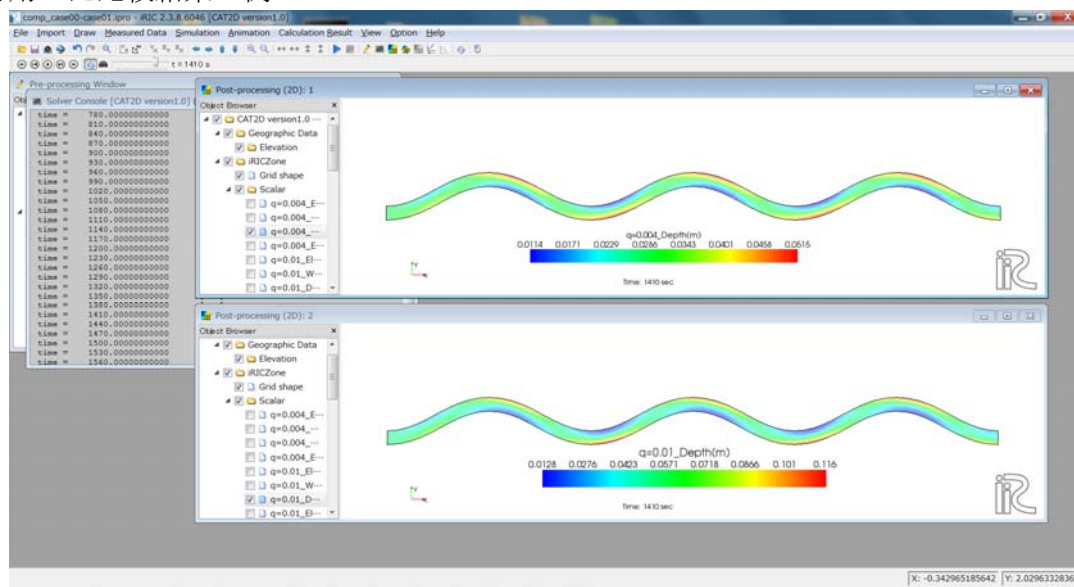 comp_case00-case01.ipro - iRIC 2.3.8.6046 [CAT2D version1.0]
File Import Draw Measured Data Simulation Animation Calculation Result View Option Help
t = 1410 s
Pre-processing Window
Solver Console [CAT2D version1.0] (
time = 780.000000000000
time = 810.000000000000
time = 840.000000000000
time = 870.000000000000
time = 900.000000000000
time = 930.000000000000
time = 960.000000000000
time = 990.000000000000
time = 1020.00000000000
time = 1050.00000000000
time = 1080.00000000000
time = 1110.00000000000
time = 1140.00000000000
time = 1170.00000000000
time = 1200.00000000000
time = 1230.00000000000
time = 1260.00000000000
time = 1290.00000000000
time = 1320.00000000000
time = 1350.00000000000
time = 1380.00000000000
time = 1410.00000000000
time = 1440.00000000000
time = 1470.00000000000
time = 1500.00000000000
time = 1530.00000000000
time = 1560.00000000000
Post-processing (2D): 1
Object Browser
CAT2D version1.0 ···
Geographic Data
Elevation
iRICZone
Grid shape
Scalar
q=0.004_E···
q=0.004_···
q=0.004_···
q=0.004_E···
q=0.01_El···
q=0.01_W···
q=0.01_D···
q=0.004_Depth(m)
0.0114 0.0171 0.0229 0.0286 0.0343 0.0401 0.0458 0.0515
Time: 1410 sec
iRIC
Post-processing (2D): 2
Object Browser
Geographic Data
Elevation
iRICZone
Grid shape
Scalar
q=0.004_E···
q=0.004_···
q=0.004_···
q=0.004_E···
q=0.01_El···
q=0.01_W···
q=0.01_D···
q=0.01_El···
q=0.01_Depth(m)
0.0128 0.0276 0.0423 0.0571 0.0718 0.0866 0.101 0.116
Time: 1410 sec
iRIC
X: -0.342965185642 Y: 2.029633283